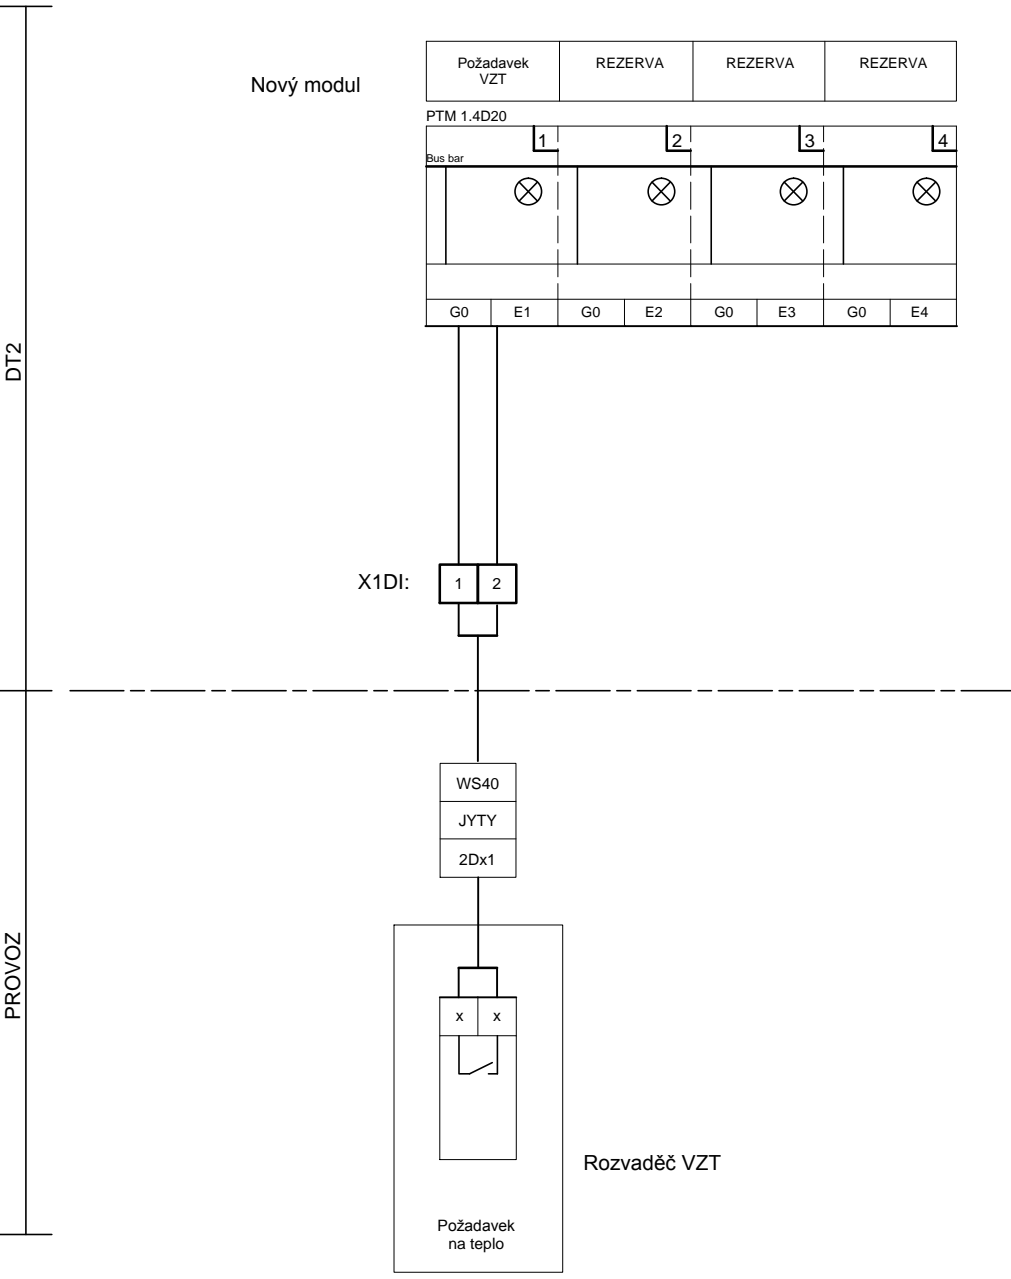 Požadavek
VZT
REZERVA
REZERVA
REZERVA
Nový modul
PTM 1.4D20
1
2
3
4
Bus bar
G0 E1 G0 E2 G0 E3 G0 E4
DT2
X1DI: 1 2
WS40
JYTY
2Dx1
PROVOZ
x x
Rozvaděč VZT
Požadavek
na teplo